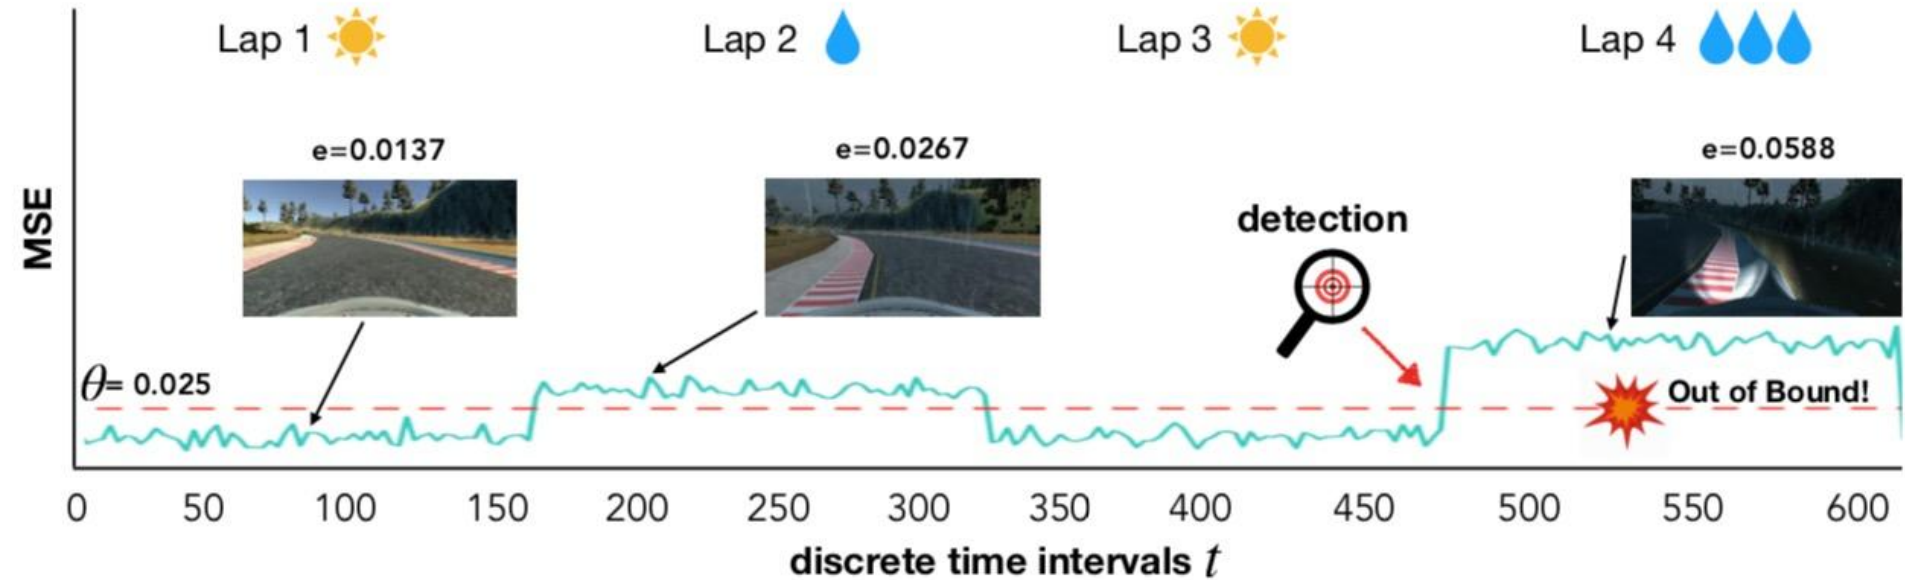 Lap 1
Lap 2
Lap 3
Lap 4
e=0.0137
e=0.0267
e=0.0588
MSE
detection
θ= 0.025
Out of Bound!
0 50 100 150 200 250 300 350 400 450 500 550 600
discrete time intervals t